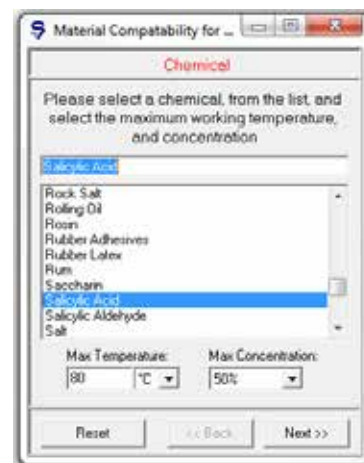 Material Compatability for ...
Chemical
Please select a chemical, from the list, and
select the maximum working temperature,
and concentration
Salicylic Acid
Rock Salt
Rolling Oil
Rosin
Rubber Adhesives
Rubber Latex
Rum
Saccharin
Salicylic Acid
Salicylic Aldehyde
Salt
Max Temperature: Max Concentration:
80 °C 50%
Reset << Back Next >>